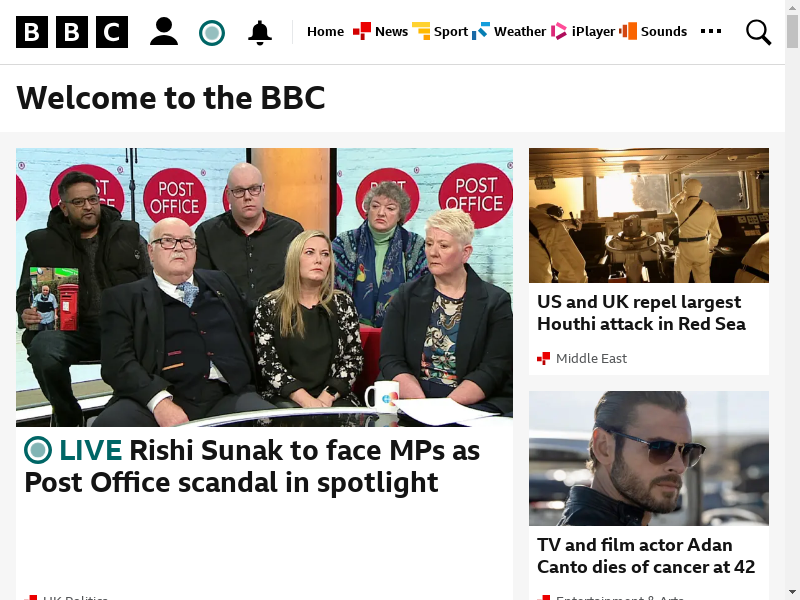 BBC
Home News Sport Weather iPlayer Sounds
Welcome to the BBC
POST OFFICE
POST OFFICE
POST OFFICE
LIVE Rishi Sunak to face MPs as
Post Office scandal in spotlight
US and UK repel largest
Houthi attack in Red Sea
Middle East
TV and film actor Adan
Canto dies of cancer at 42
UK Politics
Entertainment & Arts